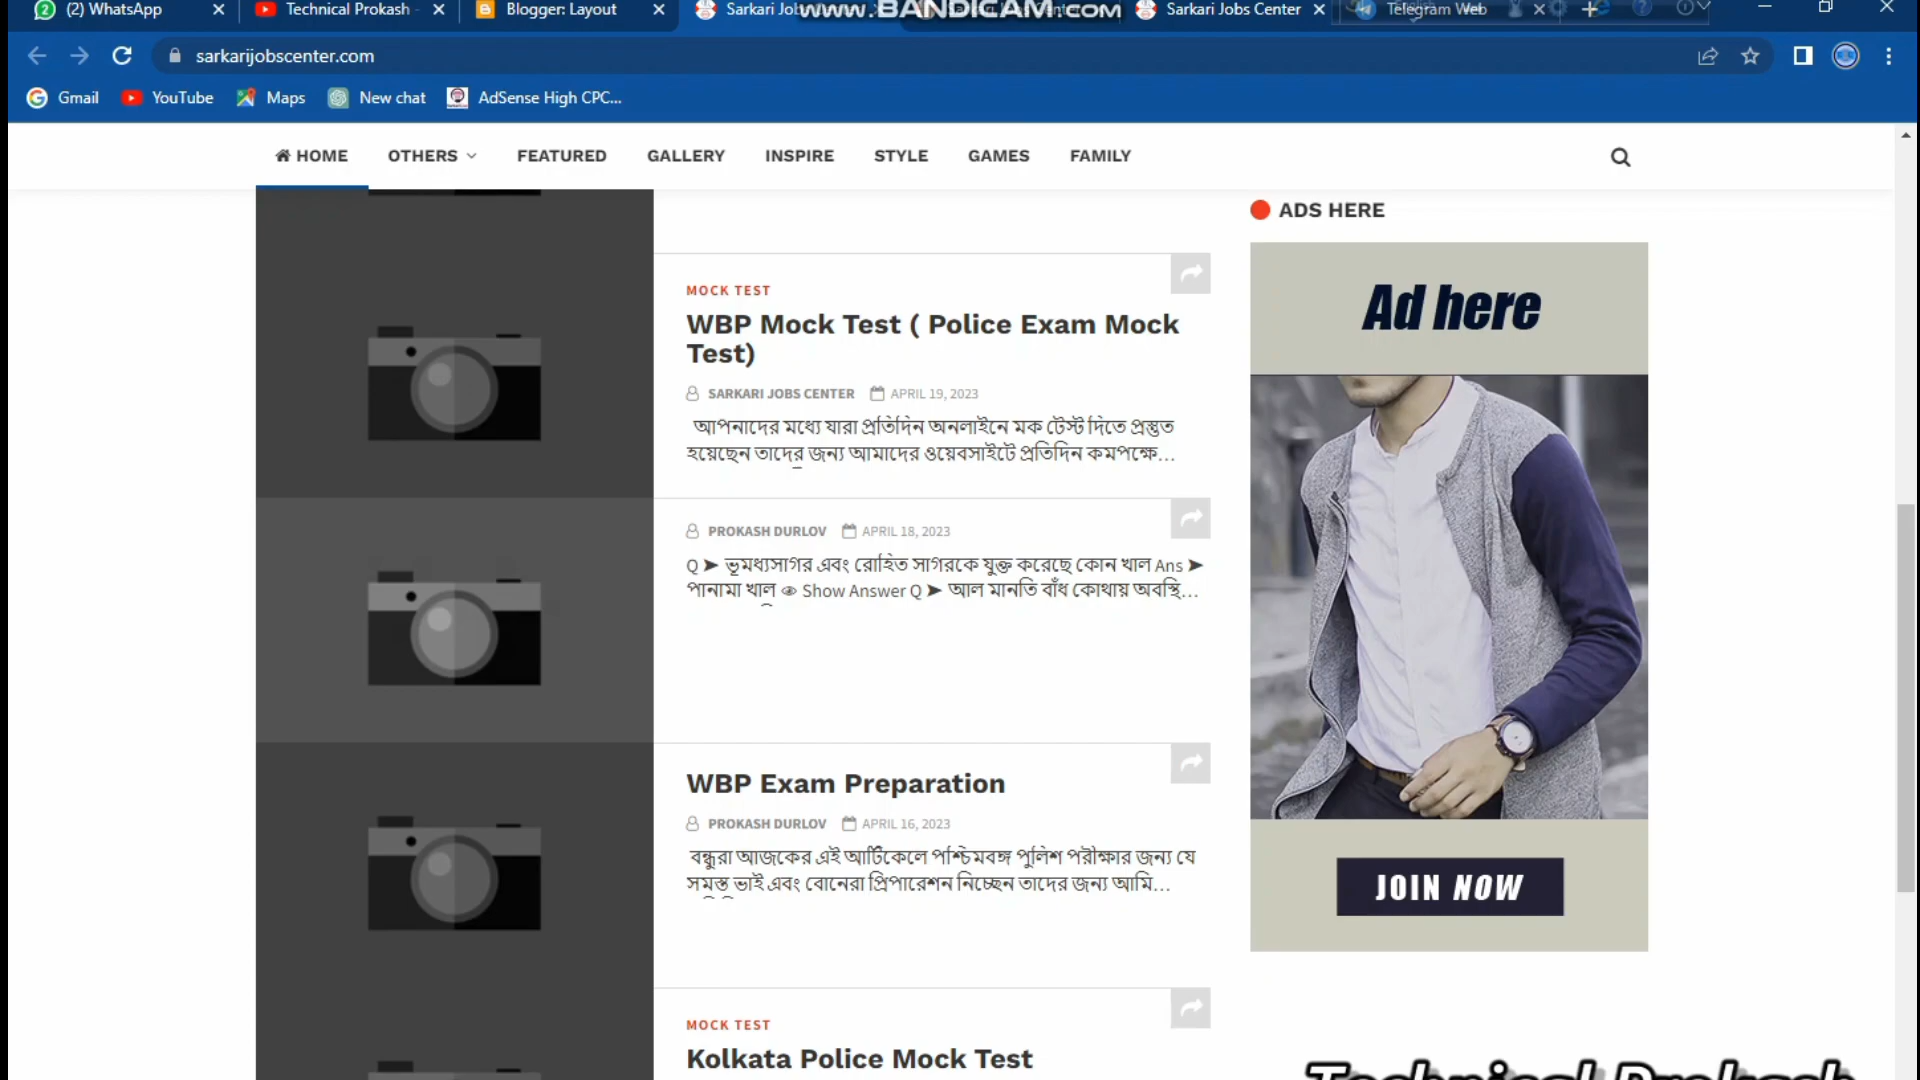 (2) WhatsApp
Technical Prokash
Blogger: Layout
Sarkari Job
www.BANDICAM.com
Sarkari Jobs Center
Telegram Web
sarkarijobscenter.com
Gmail
YouTube
Maps
New chat
AdSense High CPC...
HOME
OTHERS
FEATURED
GALLERY
INSPIRE
STYLE
GAMES
FAMILY
MOCK TEST
WBP Mock Test ( Police Exam Mock
Test)
SARKARI JOBS CENTER APRIL 19, 2023
আপনাদের মধ্যে যারা প্রতিদিন অনলাইনে মক টেস্ট দিতে প্রস্তুত
হয়েছেন তাদের জন্য আমাদের ওয়েবসাইটে প্রতিদিন কমপক্ষে...
PROKASH DURLOV APRIL 18, 2023
Q ➤ ভূমধ্যসাগর এবং রোহিত সাগরকে যুক্ত করেছে কোন খাল Ans ➤
পানামা খাল 👁 Show Answer Q ➤ আল মানতি বাঁধ কোথায় অবস্থি...
WBP Exam Preparation
PROKASH DURLOV APRIL 16, 2023
বন্ধুরা আজকের এই আর্টিকেলে পশ্চিমবঙ্গ পুলিশ পরীক্ষার জন্য যে
সমস্ত ভাই এবং বোনেরা প্রিপারেশন নিচ্ছেন তাদের জন্য আমি...
MOCK TEST
Kolkata Police Mock Test
ADS HERE
Ad here
JOIN NOW
Technical Prokash